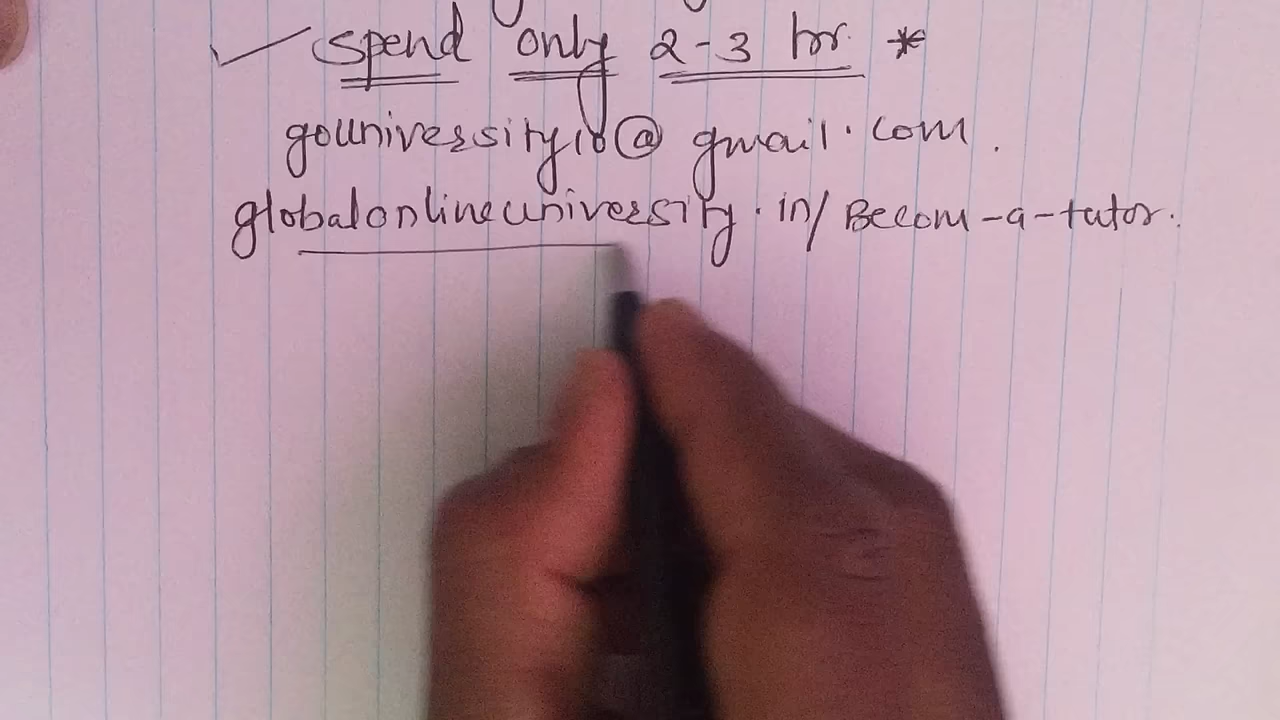 ✓ spend only 2-3 hr. *
gouniversity10@gmail.com.
globalonlineuniversity.in/Becom-a-tutor.